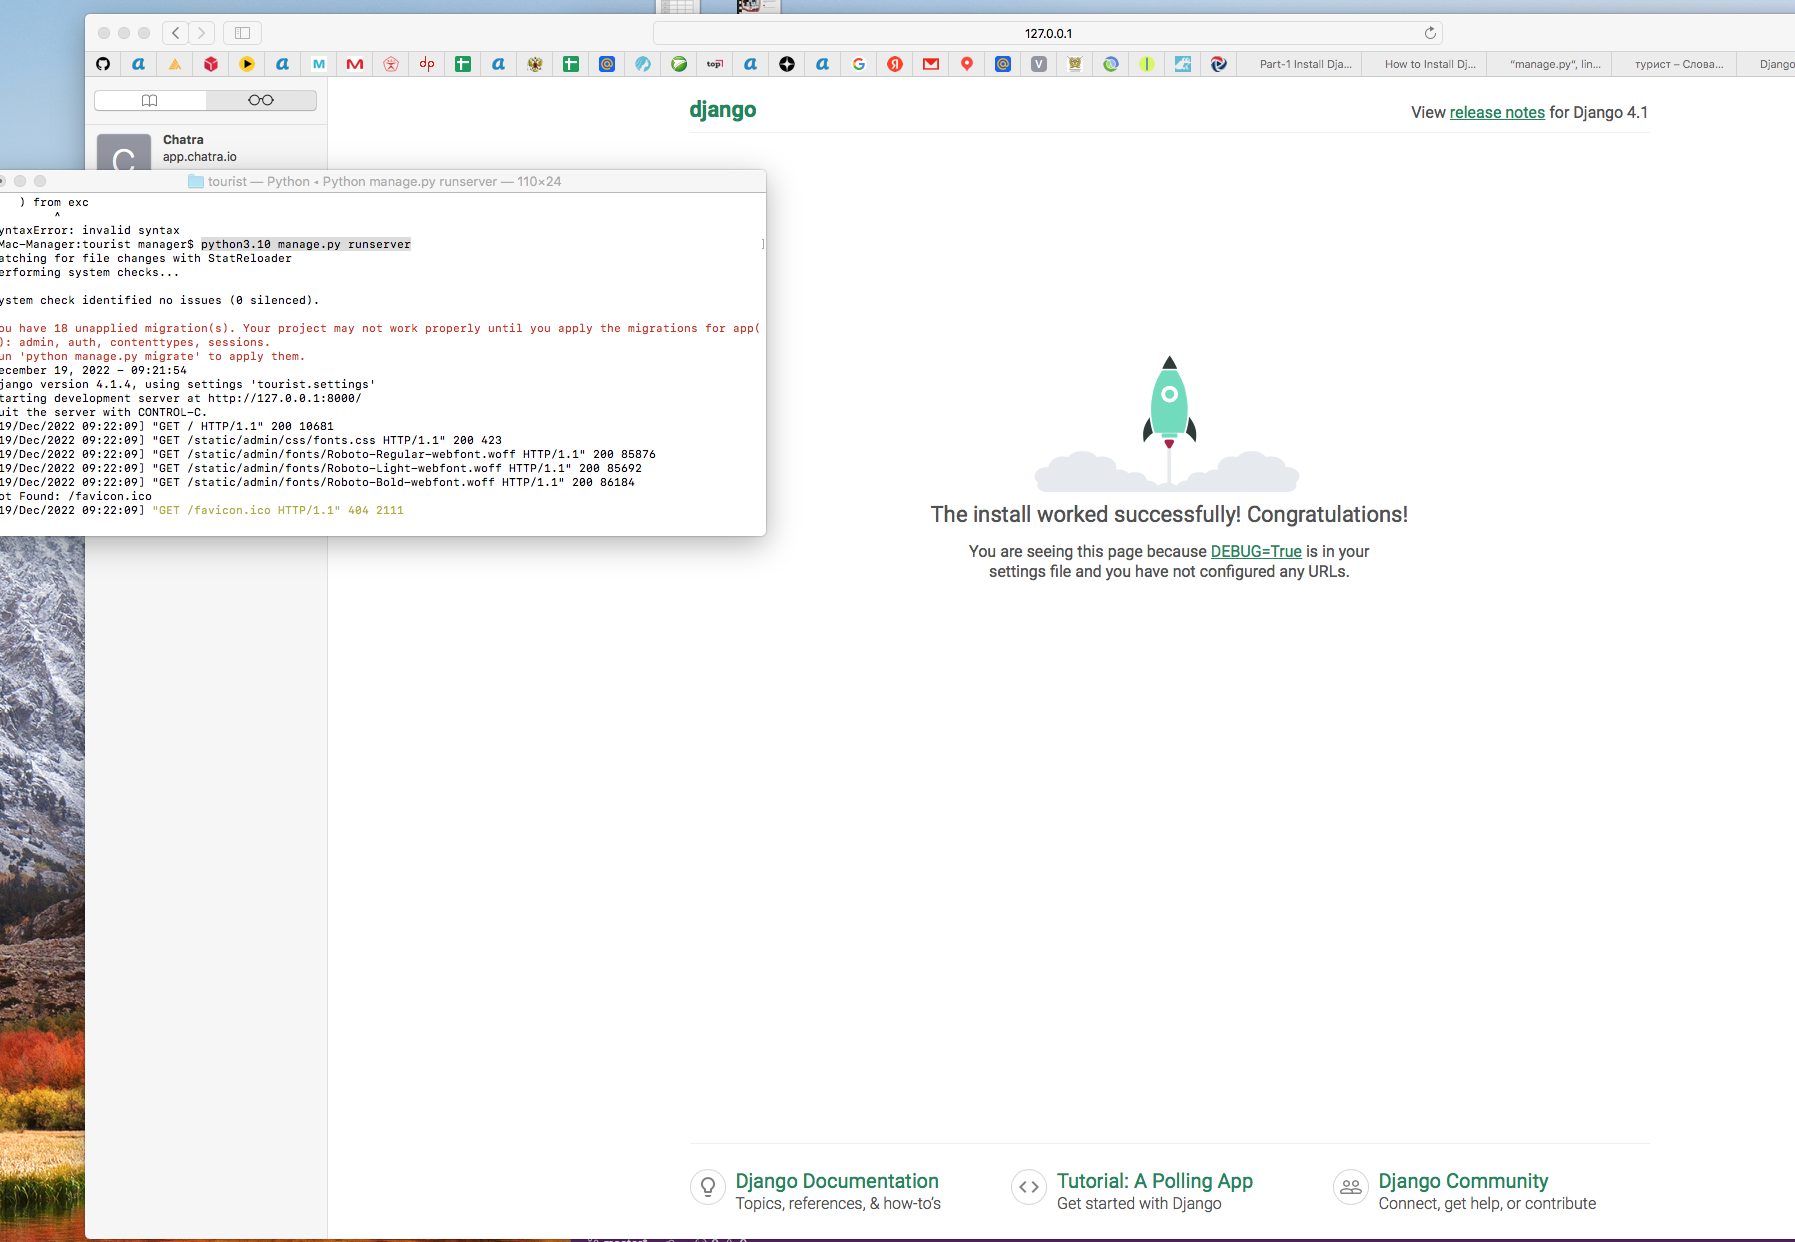 127.0.0.1
Part-1 Install Dja...
How to Install Dj...
“manage.py“, lin...
турист – Слова...
Django
Chatra
app.chatra.io
C
django
View release notes for Django 4.1
tourist — Python ◂ Python manage.py runserver — 110×24
) from exc
^
yntaxError: invalid syntax
Mac-Manager:tourist manager$ python3.10 manage.py runserver
atching for file changes with StatReloader
erforming system checks...
ystem check identified no issues (0 silenced).
ou have 18 unapplied migration(s). Your project may not work properly until you apply the migrations for app(
): admin, auth, contenttypes, sessions.
un 'python manage.py migrate' to apply them.
ecember 19, 2022 - 09:21:54
jango version 4.1.4, using settings 'tourist.settings'
tarting development server at http://127.0.0.1:8000/
uit the server with CONTROL-C.
19/Dec/2022 09:22:09] "GET / HTTP/1.1" 200 10681
19/Dec/2022 09:22:09] "GET /static/admin/css/fonts.css HTTP/1.1" 200 423
19/Dec/2022 09:22:09] "GET /static/admin/fonts/Roboto-Regular-webfont.woff HTTP/1.1" 200 85876
19/Dec/2022 09:22:09] "GET /static/admin/fonts/Roboto-Light-webfont.woff HTTP/1.1" 200 85692
19/Dec/2022 09:22:09] "GET /static/admin/fonts/Roboto-Bold-webfont.woff HTTP/1.1" 200 86184
ot Found: /favicon.ico
19/Dec/2022 09:22:09] "GET /favicon.ico HTTP/1.1" 404 2111
The install worked successfully! Congratulations!
You are seeing this page because DEBUG=True is in your
settings file and you have not configured any URLs.
Django Documentation
Topics, references, & how-to's
Tutorial: A Polling App
Get started with Django
Django Community
Connect, get help, or contribute